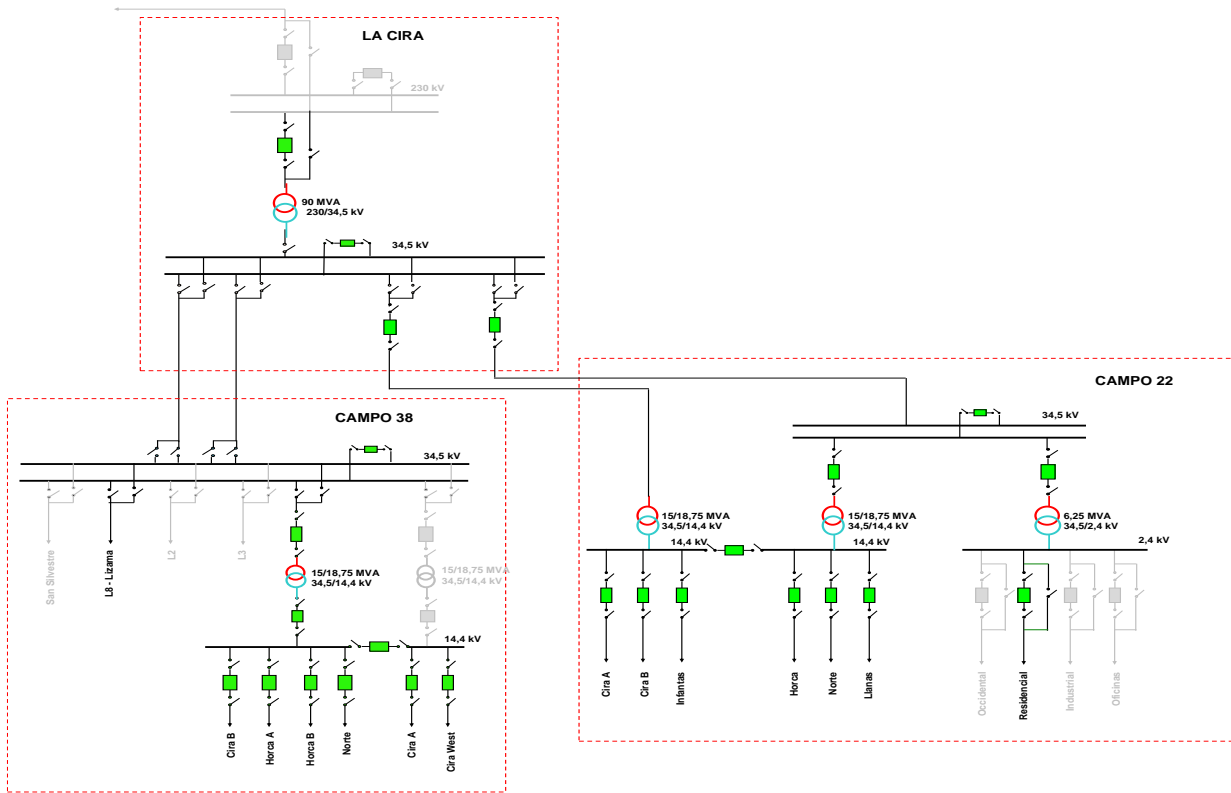 LA CIRA
230 kV
90 MVA
230/34,5 kV
34,5 kV
CAMPO 22
34,5 kV
15/18,75 MVA
34,5/14,4 kV
14,4 kV
15/18,75 MVA
34,5/14,4 kV
14,4 kV
6,25 MVA
34,5/2,4 kV
2,4 kV
Cira A
Cira B
Infantas
Horca
Norte
Llanas
Occidental
Residencial
Industrial
Oficinas
CAMPO 38
34,5 kV
San Silvestre
L8 - Lizama
L2
L3
15/18,75 MVA
34,5/14,4 kV
15/18,75 MVA
34,5/14,4 kV
14,4 kV
Cira B
Horca A
Horca B
Norte
Cira A
Cira West